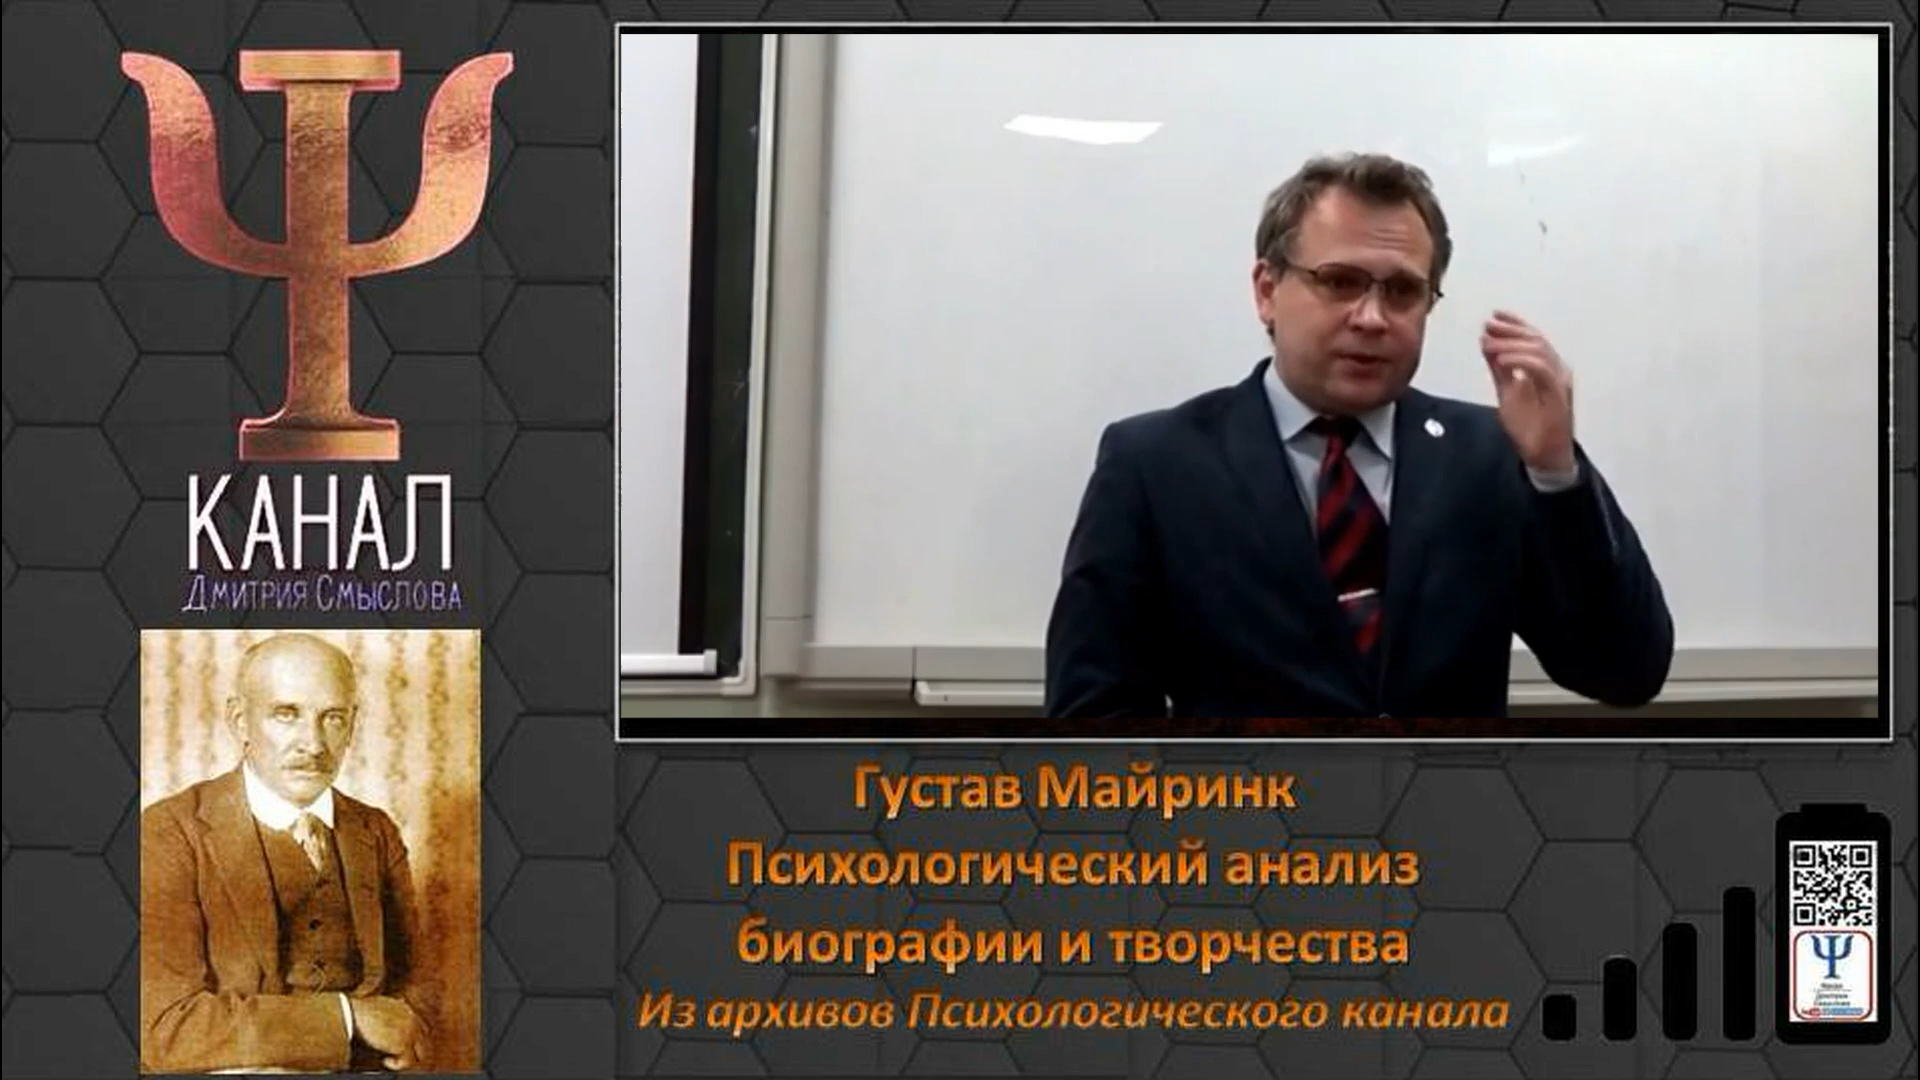 КАНАЛ
Дмитрия Смыслова
Густав Майринк
Психологический анализ
биографии и творчества
Из архивов Психологического канала